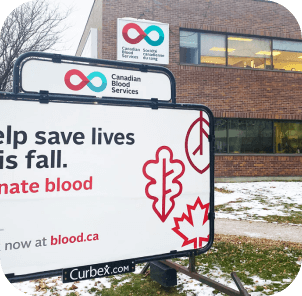 Canadian Blood Services
Société canadienne du sang
Canadian
Blood
Services
elp save lives
is fall.
nate blood
now at blood.ca
Curbex.com